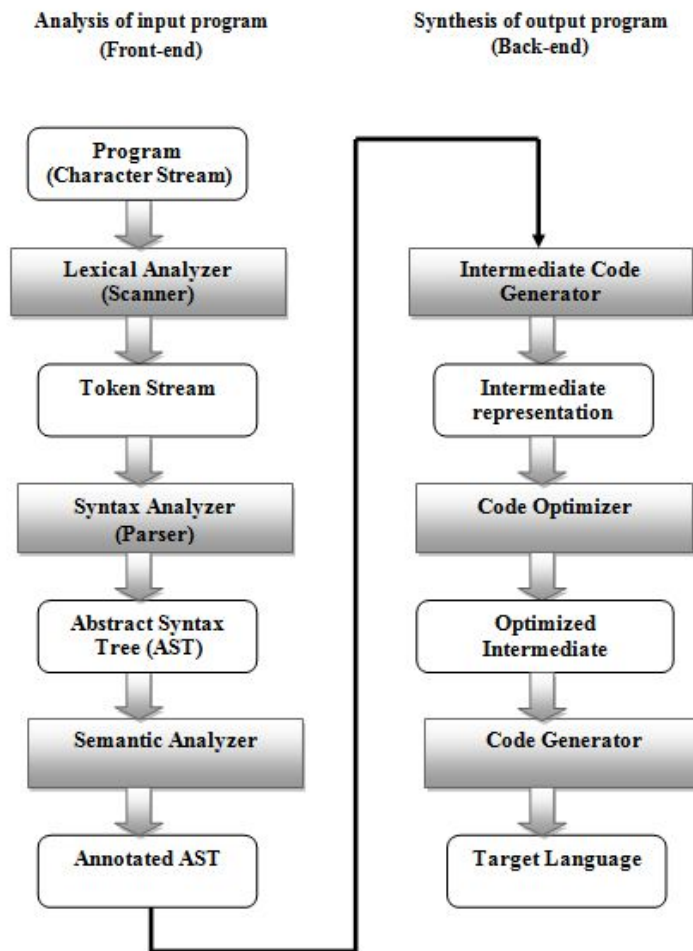 Analysis of input program
(Front-end)
Synthesis of output program
(Back-end)
Program
(Character Stream)
Lexical Analyzer
(Scanner)
Token Stream
Syntax Analyzer
(Parser)
Abstract Syntax
Tree (AST)
Semantic Analyzer
Annotated AST
Intermediate Code
Generator
Intermediate
representation
Code Optimizer
Optimized
Intermediate
Code Generator
Target Language